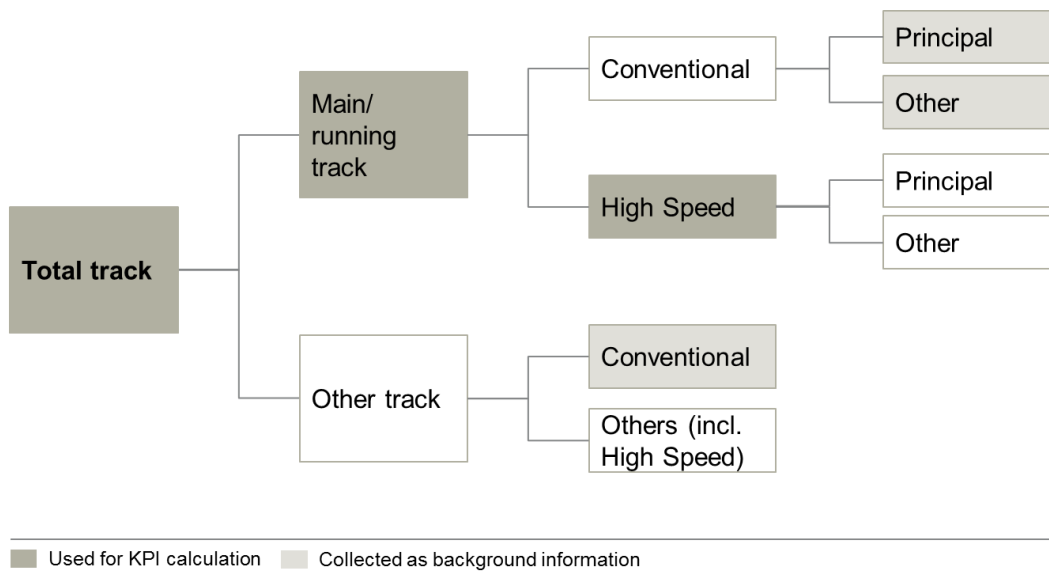 Principal
Conventional
Other
Main/
running
track
Principal
High Speed
Other
Total track
Conventional
Other track
Others (incl.
High Speed)
Used for KPI calculation
Collected as background information